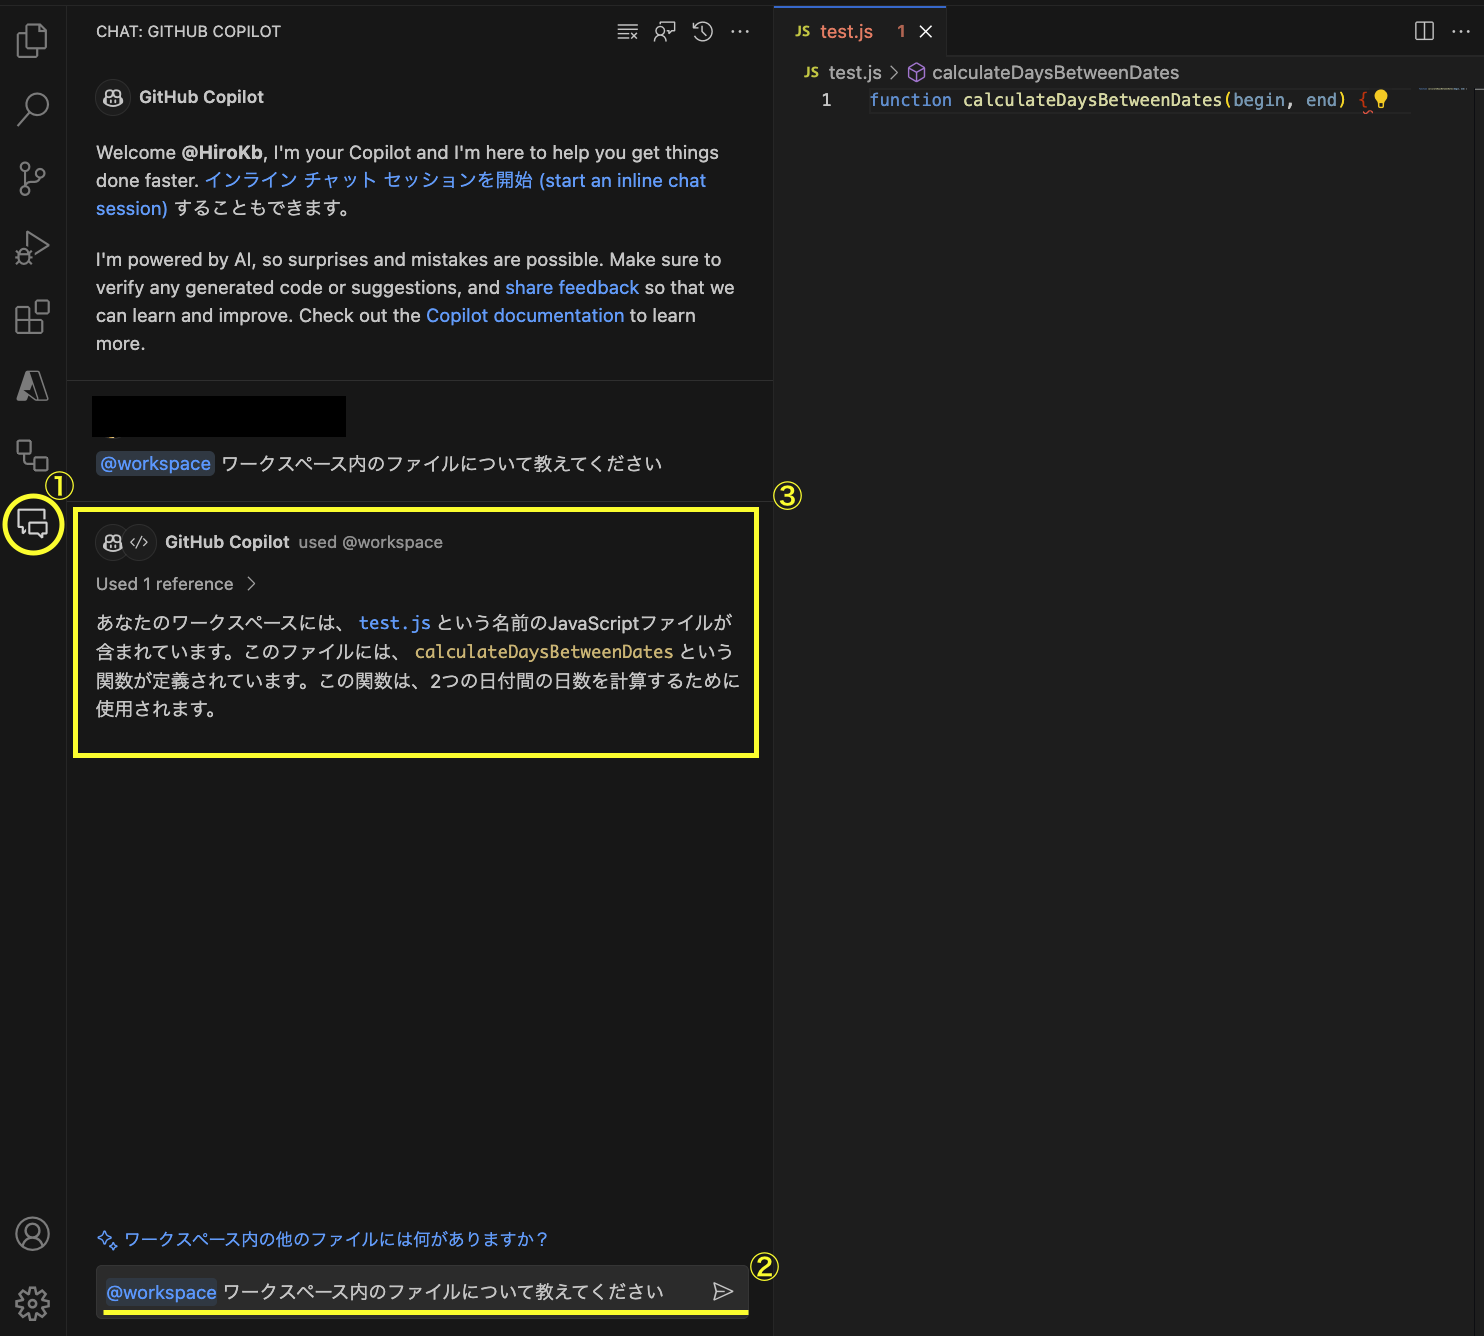 CHAT: GITHUB COPILOT
GitHub Copilot
Welcome @HiroKb, I'm your Copilot and I'm here to help you get things
done faster. インライン チャット セッションを開始 (start an inline chat
session) することもできます。
I'm powered by AI, so surprises and mistakes are possible. Make sure to
verify any generated code or suggestions, and share feedback so that we
can learn and improve. Check out the Copilot documentation to learn
more.
@workspace ワークスペース内のファイルについて教えてください
①
③
GitHub Copilot used @workspace
Used 1 reference
あなたのワークスペースには、 test.js という名前のJavaScriptファイルが
含まれています。このファイルには、 calculateDaysBetweenDates という
関数が定義されています。この関数は、2つの日付間の日数を計算するために
使用されます。
ワークスペース内の他のファイルには何がありますか？
②
@workspace ワークスペース内のファイルについて教えてください
JS test.js 1
JS test.js > calculateDaysBetweenDates
1 function calculateDaysBetweenDates(begin, end) {